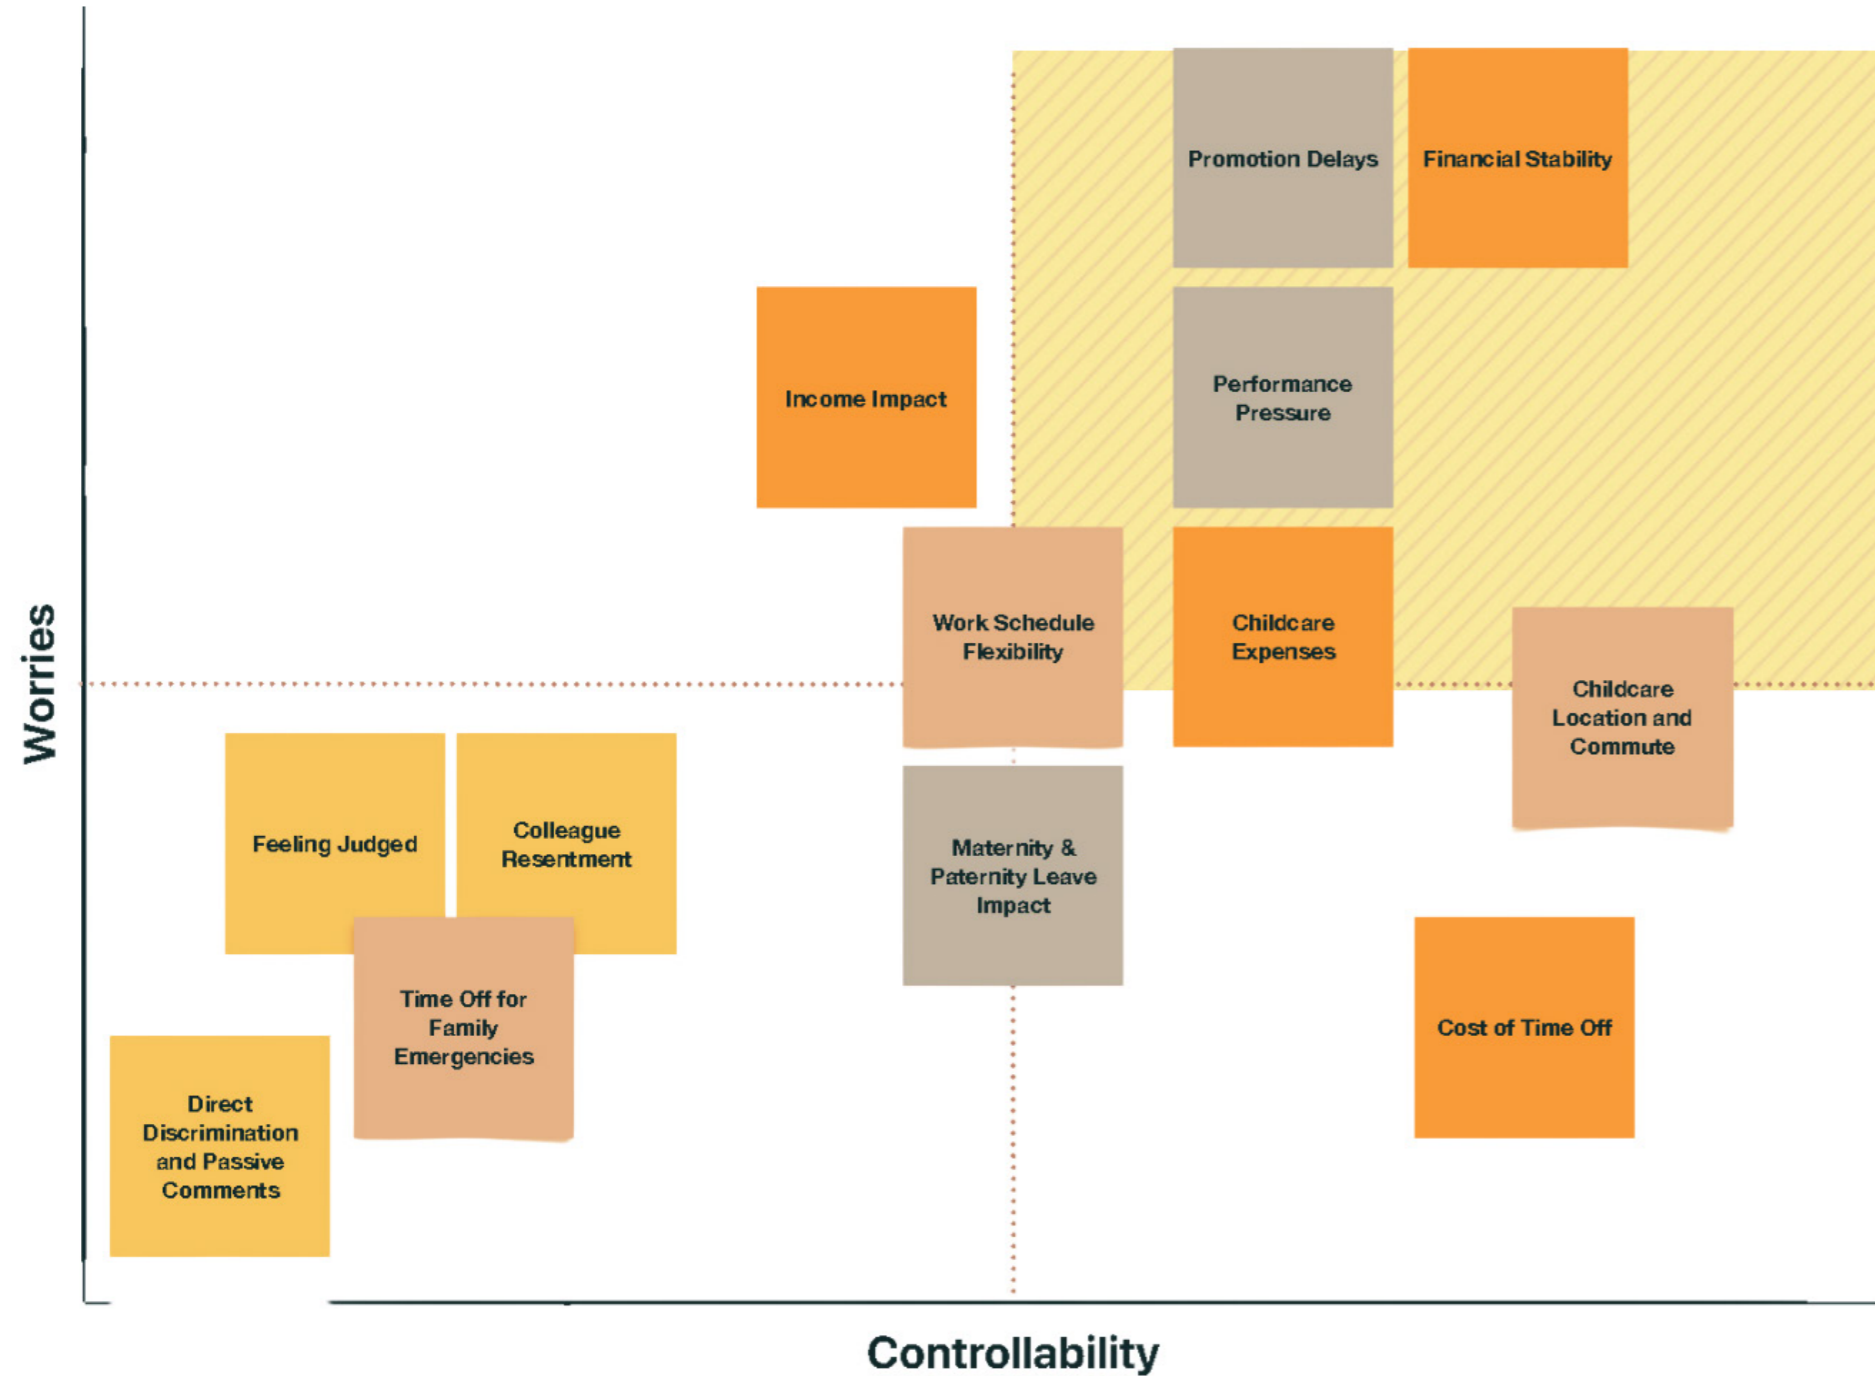 Promotion Delays
Financial Stability
Income Impact
Performance
Pressure
Work Schedule
Flexibility
Childcare
Expenses
Childcare
Location and
Commute
Worries
Feeling Judged
Colleague
Resentment
Maternity &
Paternity Leave
Impact
Time Off for
Family
Emergencies
Cost of Time Off
Direct
Discrimination
and Passive
Comments
Controllability